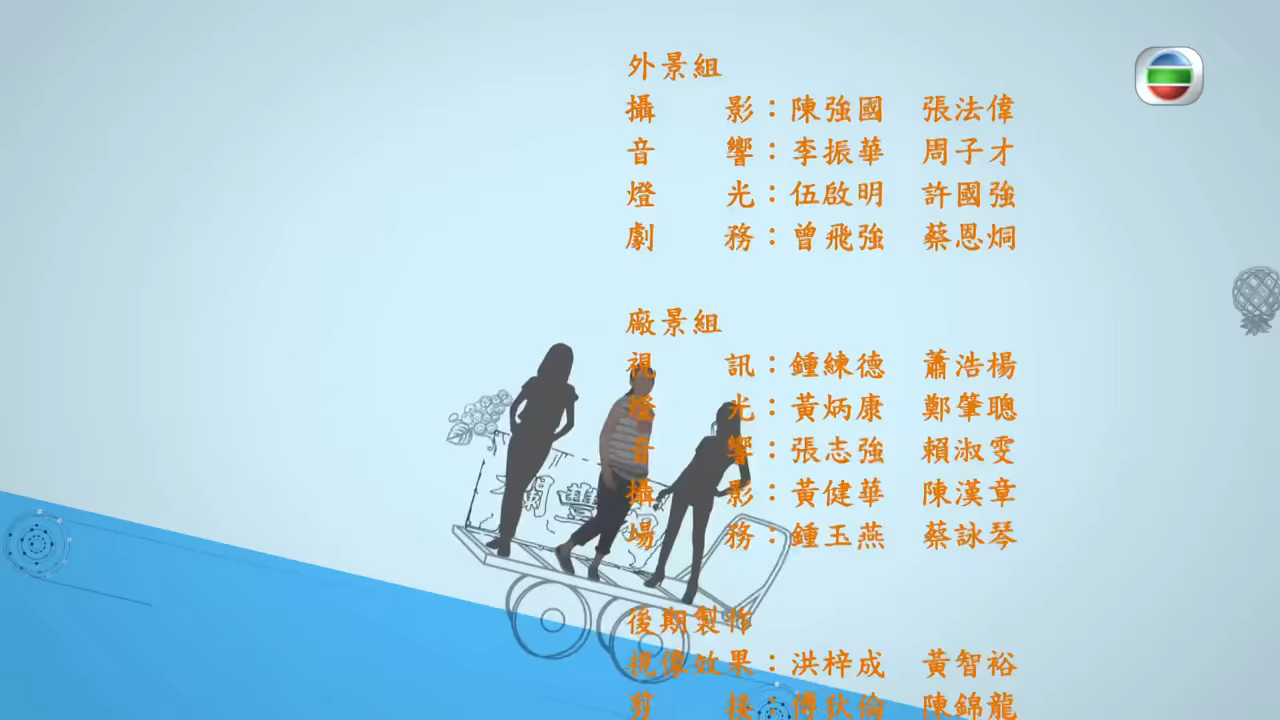 外景組
攝 影：陳強國 張法偉
音 響：李振華 周子才
燈 光：伍啟明 許國強
劇 務：曾飛強 蔡恩炯
廠景組
視 訊：鍾練德 蕭浩楊
燈 光：黃炳康 鄭肇聰
音 響：張志強 賴淑雯
攝 影：黃健華 陳漢章
場 務：鍾玉燕 蔡詠琴
後期製作
視像效果：洪梓成 黃智裕
剪 接：傅狄倫 陳錦龍